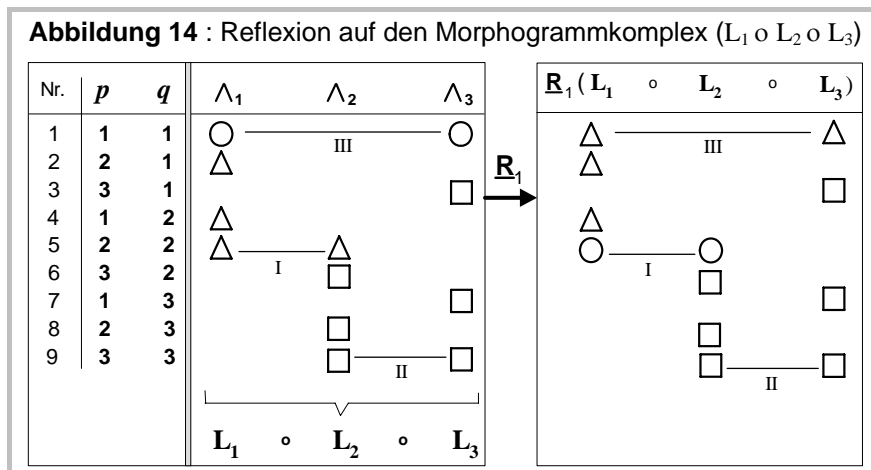 Abbildung 14 : Reflexion auf den Morphogrammkomplex (L₁ o L₂ o L₃)
Nr. p q ∧₁ ∧₂ ∧₃
1 1 1 III
2 2 1
3 3 1
4 1 2
5 2 2 I
6 3 2
7 1 3
8 2 3
9 3 3 II
L₁ o L₂ o L₃
R₁
R₁ ( L₁ o L₂ o L₃ )
III
I
II